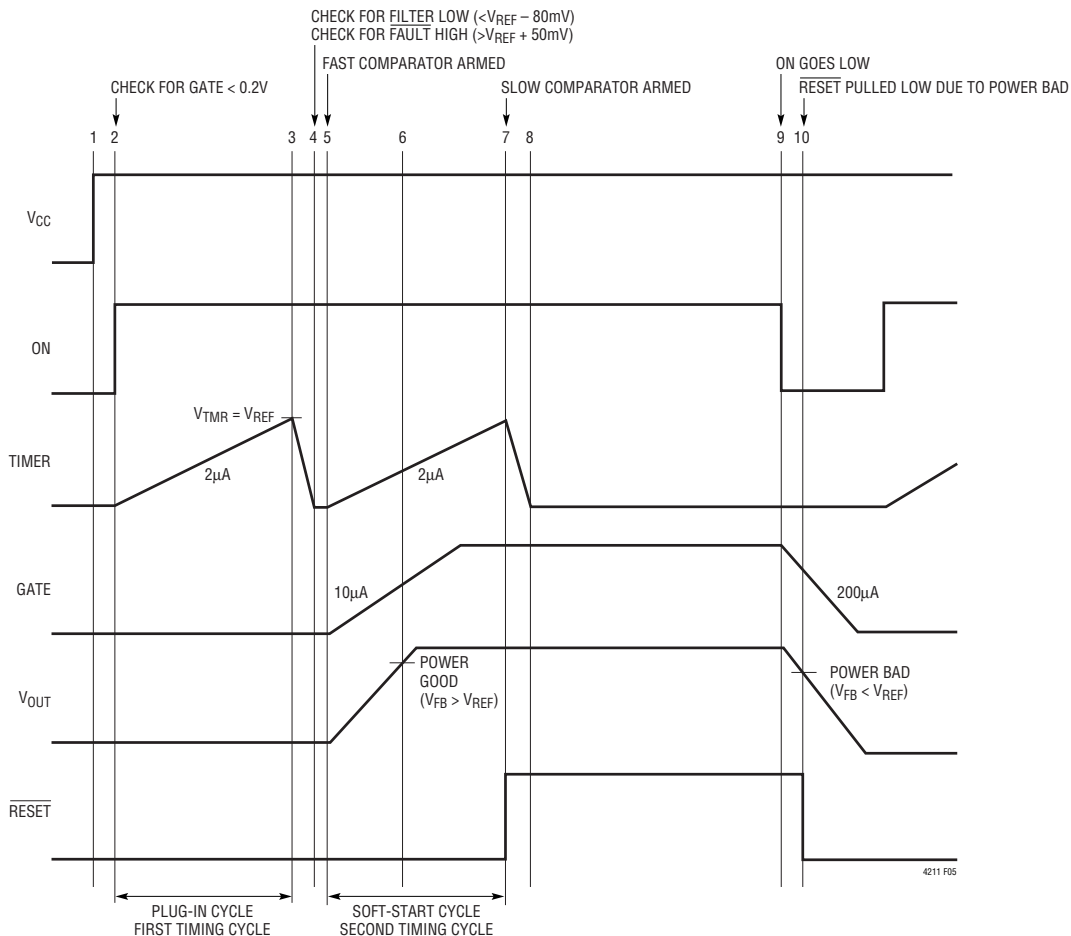 CHECK FOR FILTER LOW (<VREF – 80mV)
CHECK FOR FAULT HIGH (>VREF + 50mV)
FAST COMPARATOR ARMED
ON GOES LOW
CHECK FOR GATE < 0.2V
SLOW COMPARATOR ARMED
RESET PULLED LOW DUE TO POWER BAD
1 2 3 4 5 6 7 8 9 10
VCC
ON
VTMR = VREF
TIMER
2µA
2µA
GATE
10µA
200µA
POWER
GOOD
(VFB > VREF)
POWER BAD
(VFB < VREF)
VOUT
RESET
4211 F05
PLUG-IN CYCLE
FIRST TIMING CYCLE
SOFT-START CYCLE
SECOND TIMING CYCLE